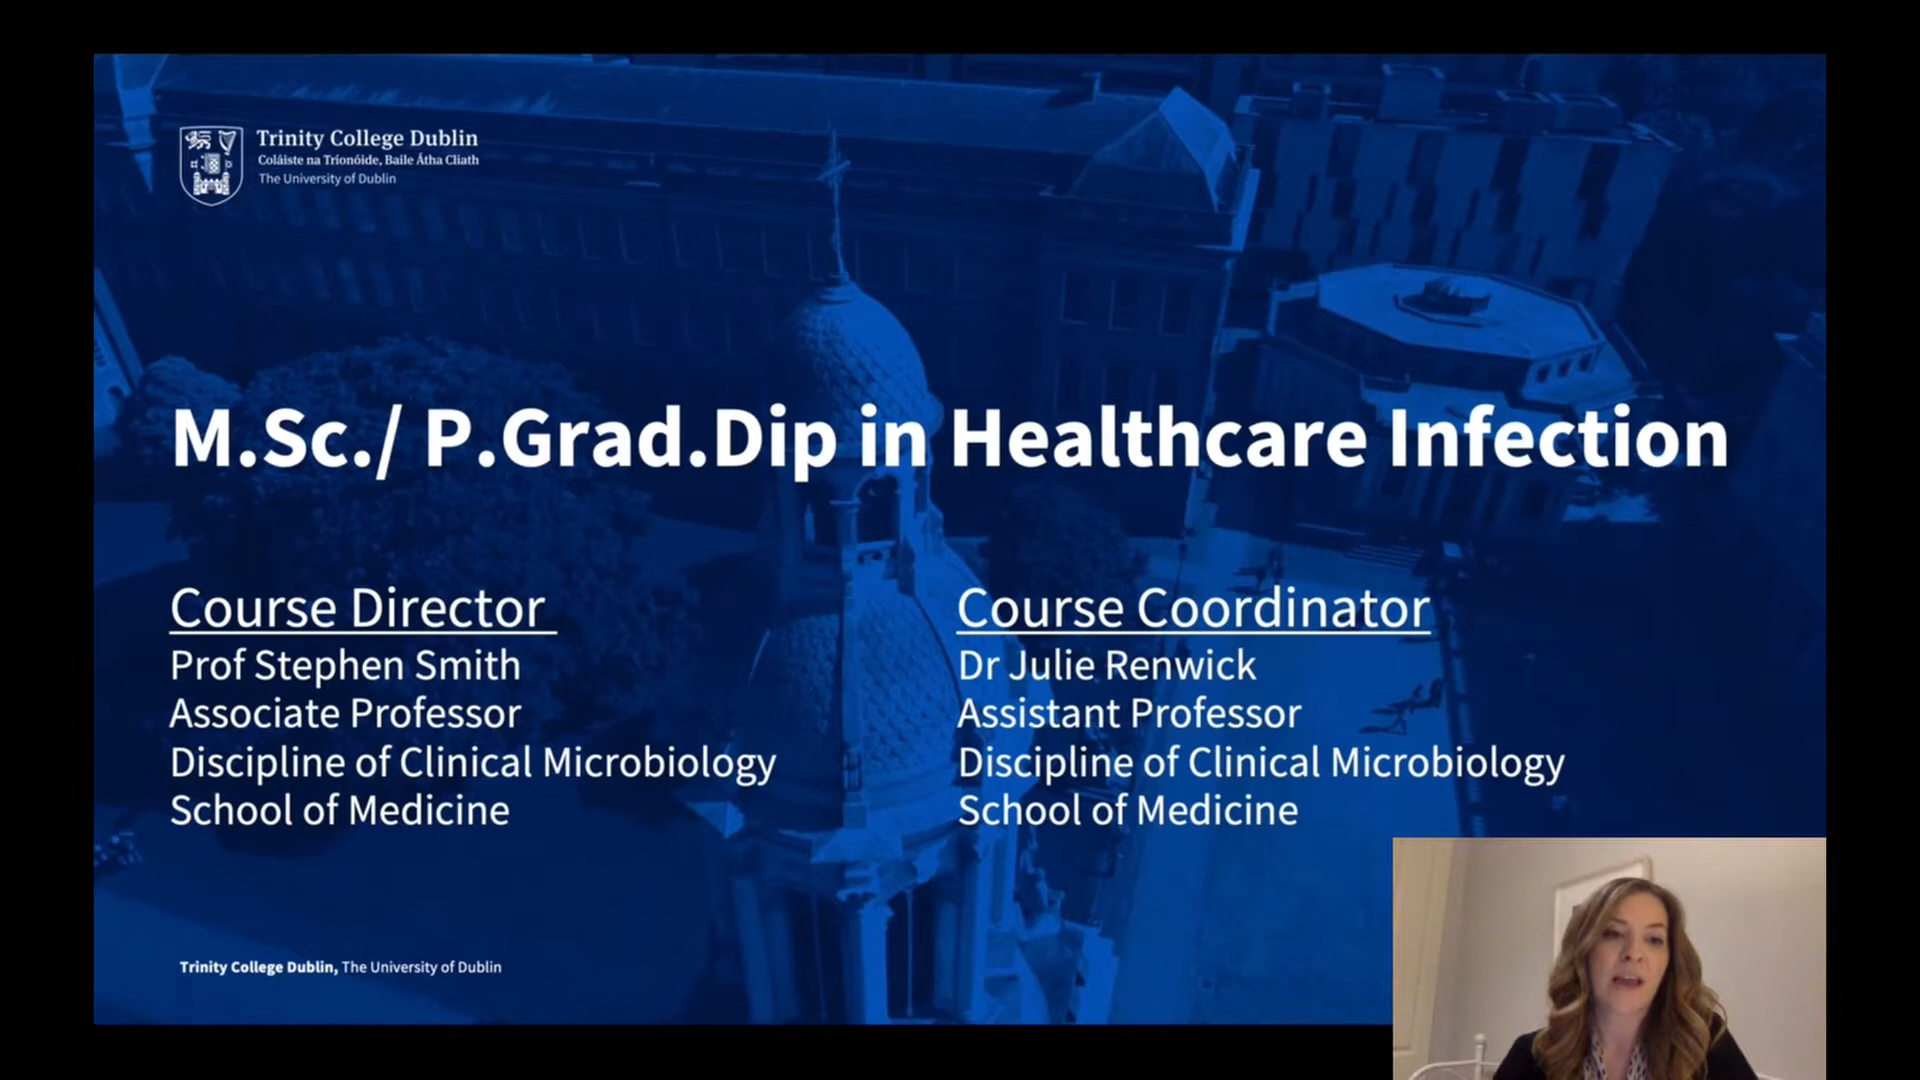 Trinity College Dublin
Coláiste na Tríonóide, Baile Átha Cliath
The University of Dublin
M.Sc./ P.Grad.Dip in Healthcare Infection
Course Director
Prof Stephen Smith
Associate Professor
Discipline of Clinical Microbiology
School of Medicine
Course Coordinator
Dr Julie Renwick
Assistant Professor
Discipline of Clinical Microbiology
School of Medicine
Trinity College Dublin, The University of Dublin